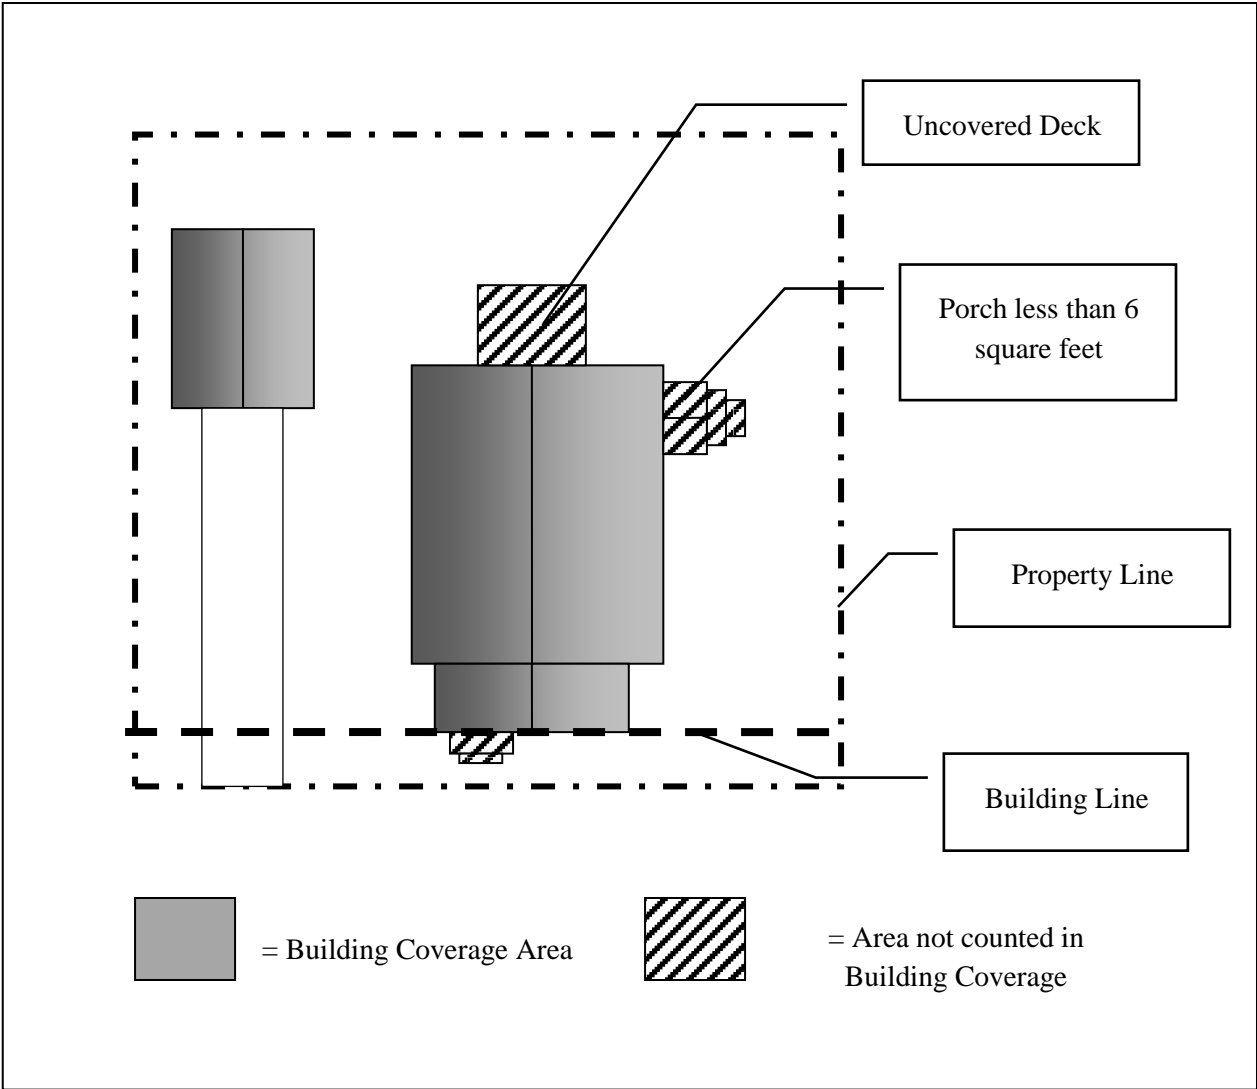 Uncovered Deck
Porch less than 6
square feet
Property Line
Building Line
= Building Coverage Area
= Area not counted in
Building Coverage